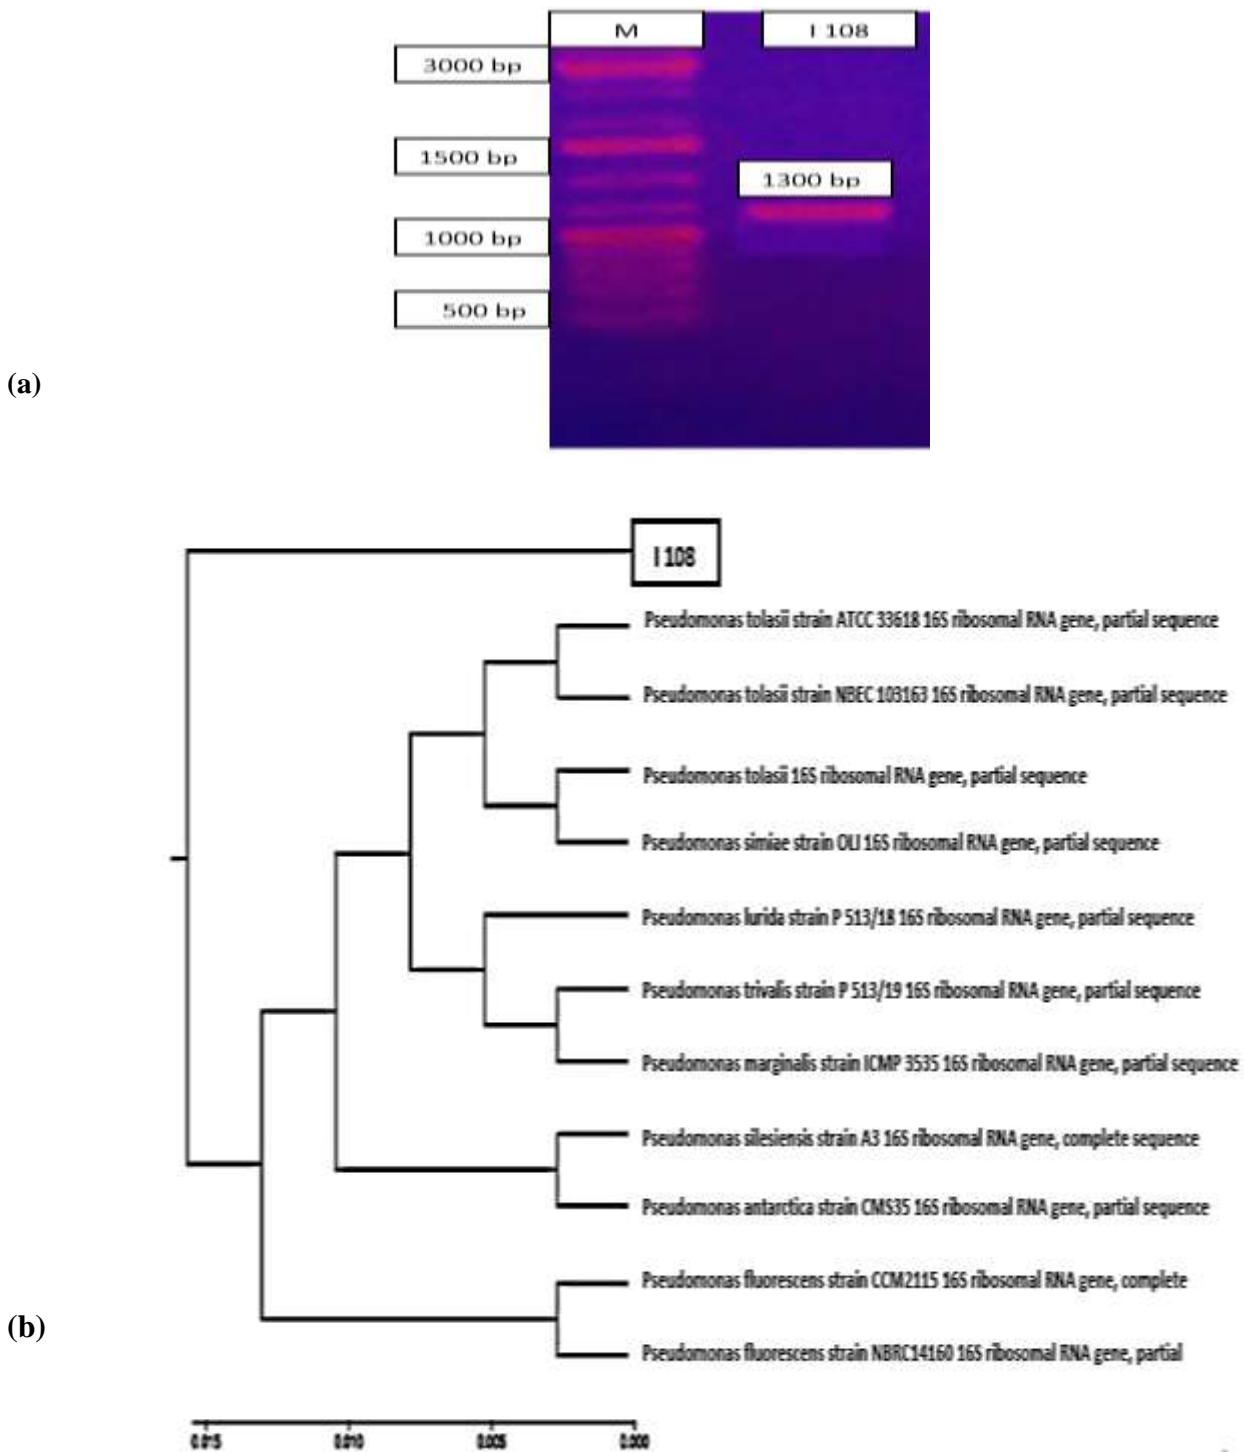 M
I 108
3000 bp
1500 bp
1300 bp
1000 bp
500 bp
(a)
I 108
Pseudomonas tolasii strain ATCC 33618 16S ribosomal RNA gene, partial sequence
Pseudomonas tolasii strain NBEC 103163 16S ribosomal RNA gene, partial sequence
Pseudomonas tolasii 16S ribosomal RNA gene, partial sequence
Pseudomonas simiae strain OLI 16S ribosomal RNA gene, partial sequence
Pseudomonas lurida strain P 513/18 16S ribosomal RNA gene, partial sequence
Pseudomonas trivalis strain P 513/19 16S ribosomal RNA gene, partial sequence
Pseudomonas marginalis strain ICMP 3535 16S ribosomal RNA gene, partial sequence
Pseudomonas silesiensis strain A3 16S ribosomal RNA gene, complete sequence
Pseudomonas antarctica strain CMS35 16S ribosomal RNA gene, partial sequence
Pseudomonas fluorescens strain CCM2115 16S ribosomal RNA gene, complete
(b)
Pseudomonas fluorescens strain NBRC14160 16S ribosomal RNA gene, partial
0.015 0.010 0.005 0.000